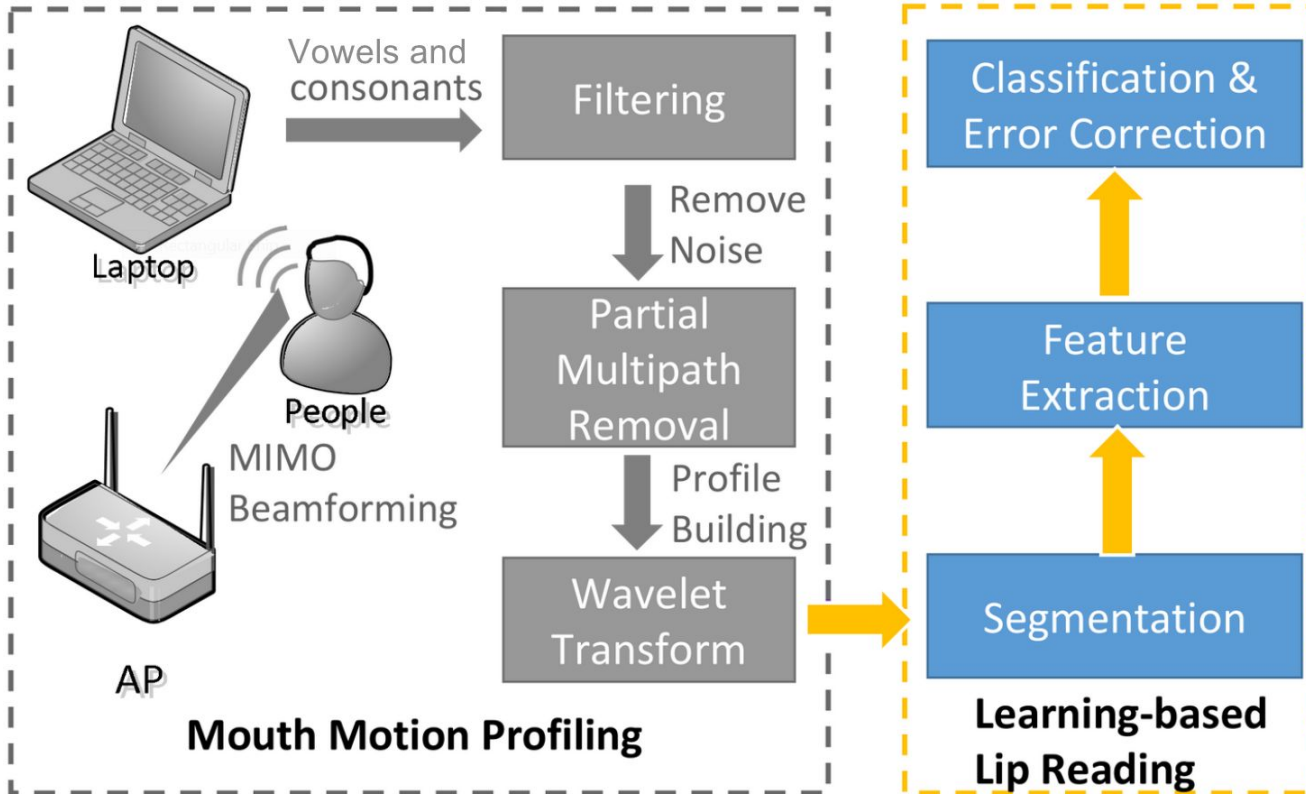 Vowels and
consonants
Laptop
People
MIMO
Beamforming
AP
Filtering
Remove
Noise
Partial
Multipath
Removal
Profile
Building
Wavelet
Transform
Mouth Motion Profiling
Classification &
Error Correction
Feature
Extraction
Segmentation
Learning-based
Lip Reading